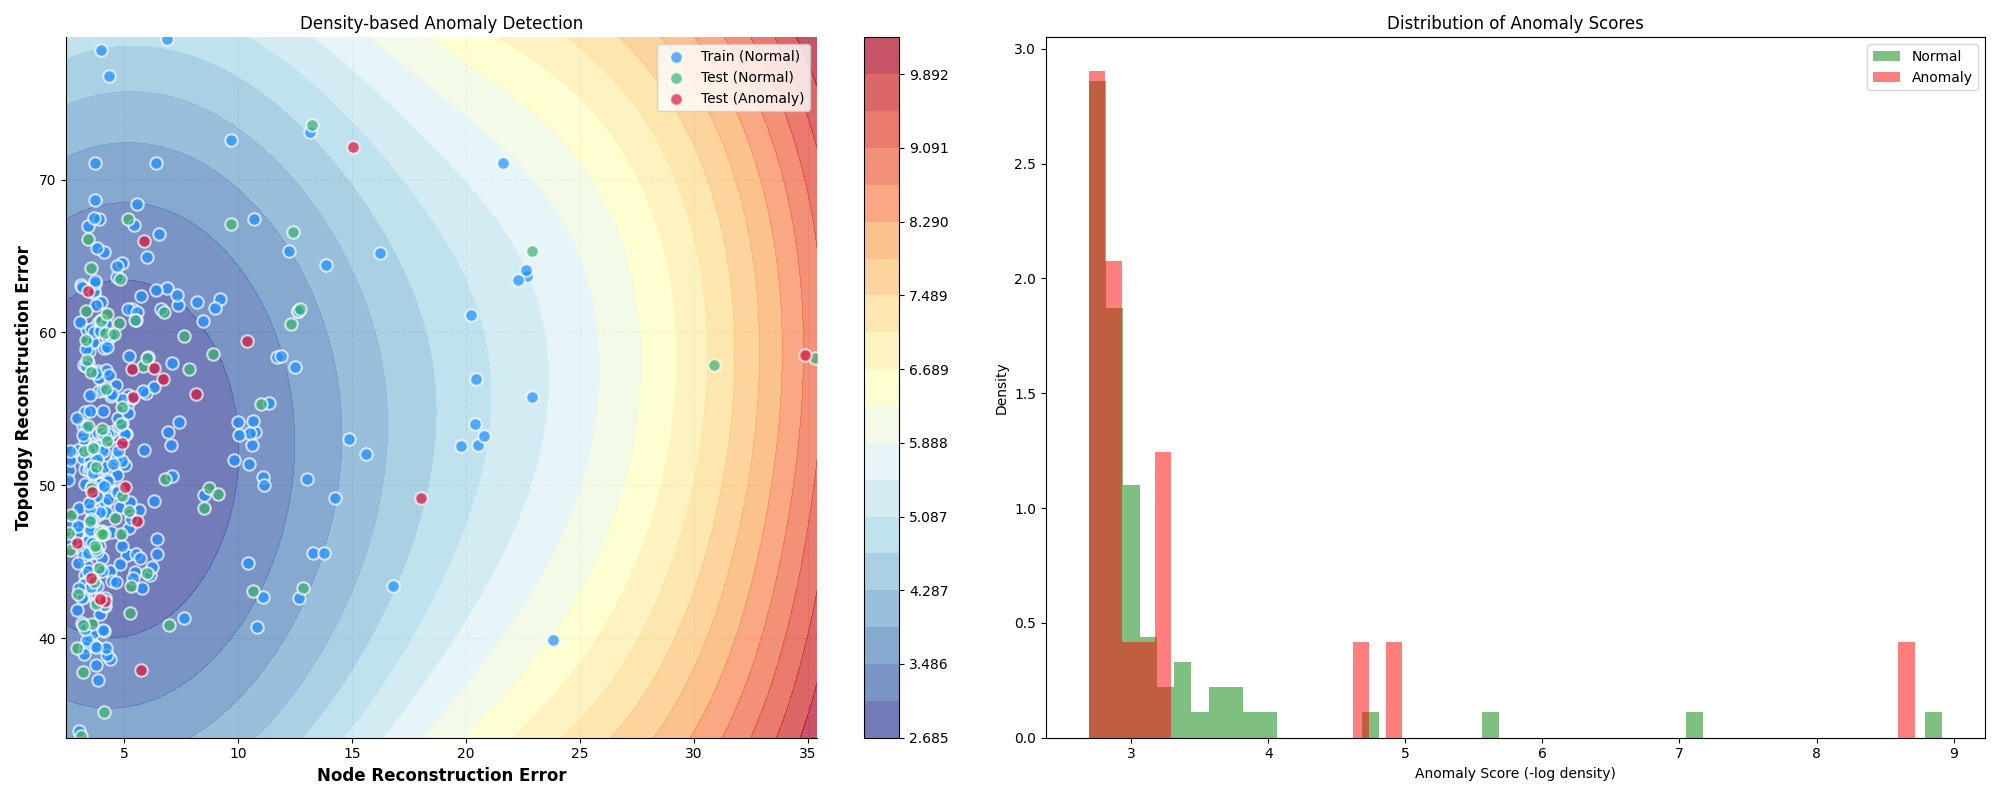 Density-based Anomaly Detection
Train (Normal)
Test (Normal)
Test (Anomaly)
Topology Reconstruction Error
70
60
50
40
5 10 15 20 25 30 35
Node Reconstruction Error
9.892
9.091
8.290
7.489
6.689
5.888
5.087
4.287
3.486
2.685
Distribution of Anomaly Scores
Normal
Anomaly
Density
3.0
2.5
2.0
1.5
1.0
0.5
0.0
3 4 5 6 7 8 9
Anomaly Score (-log density)